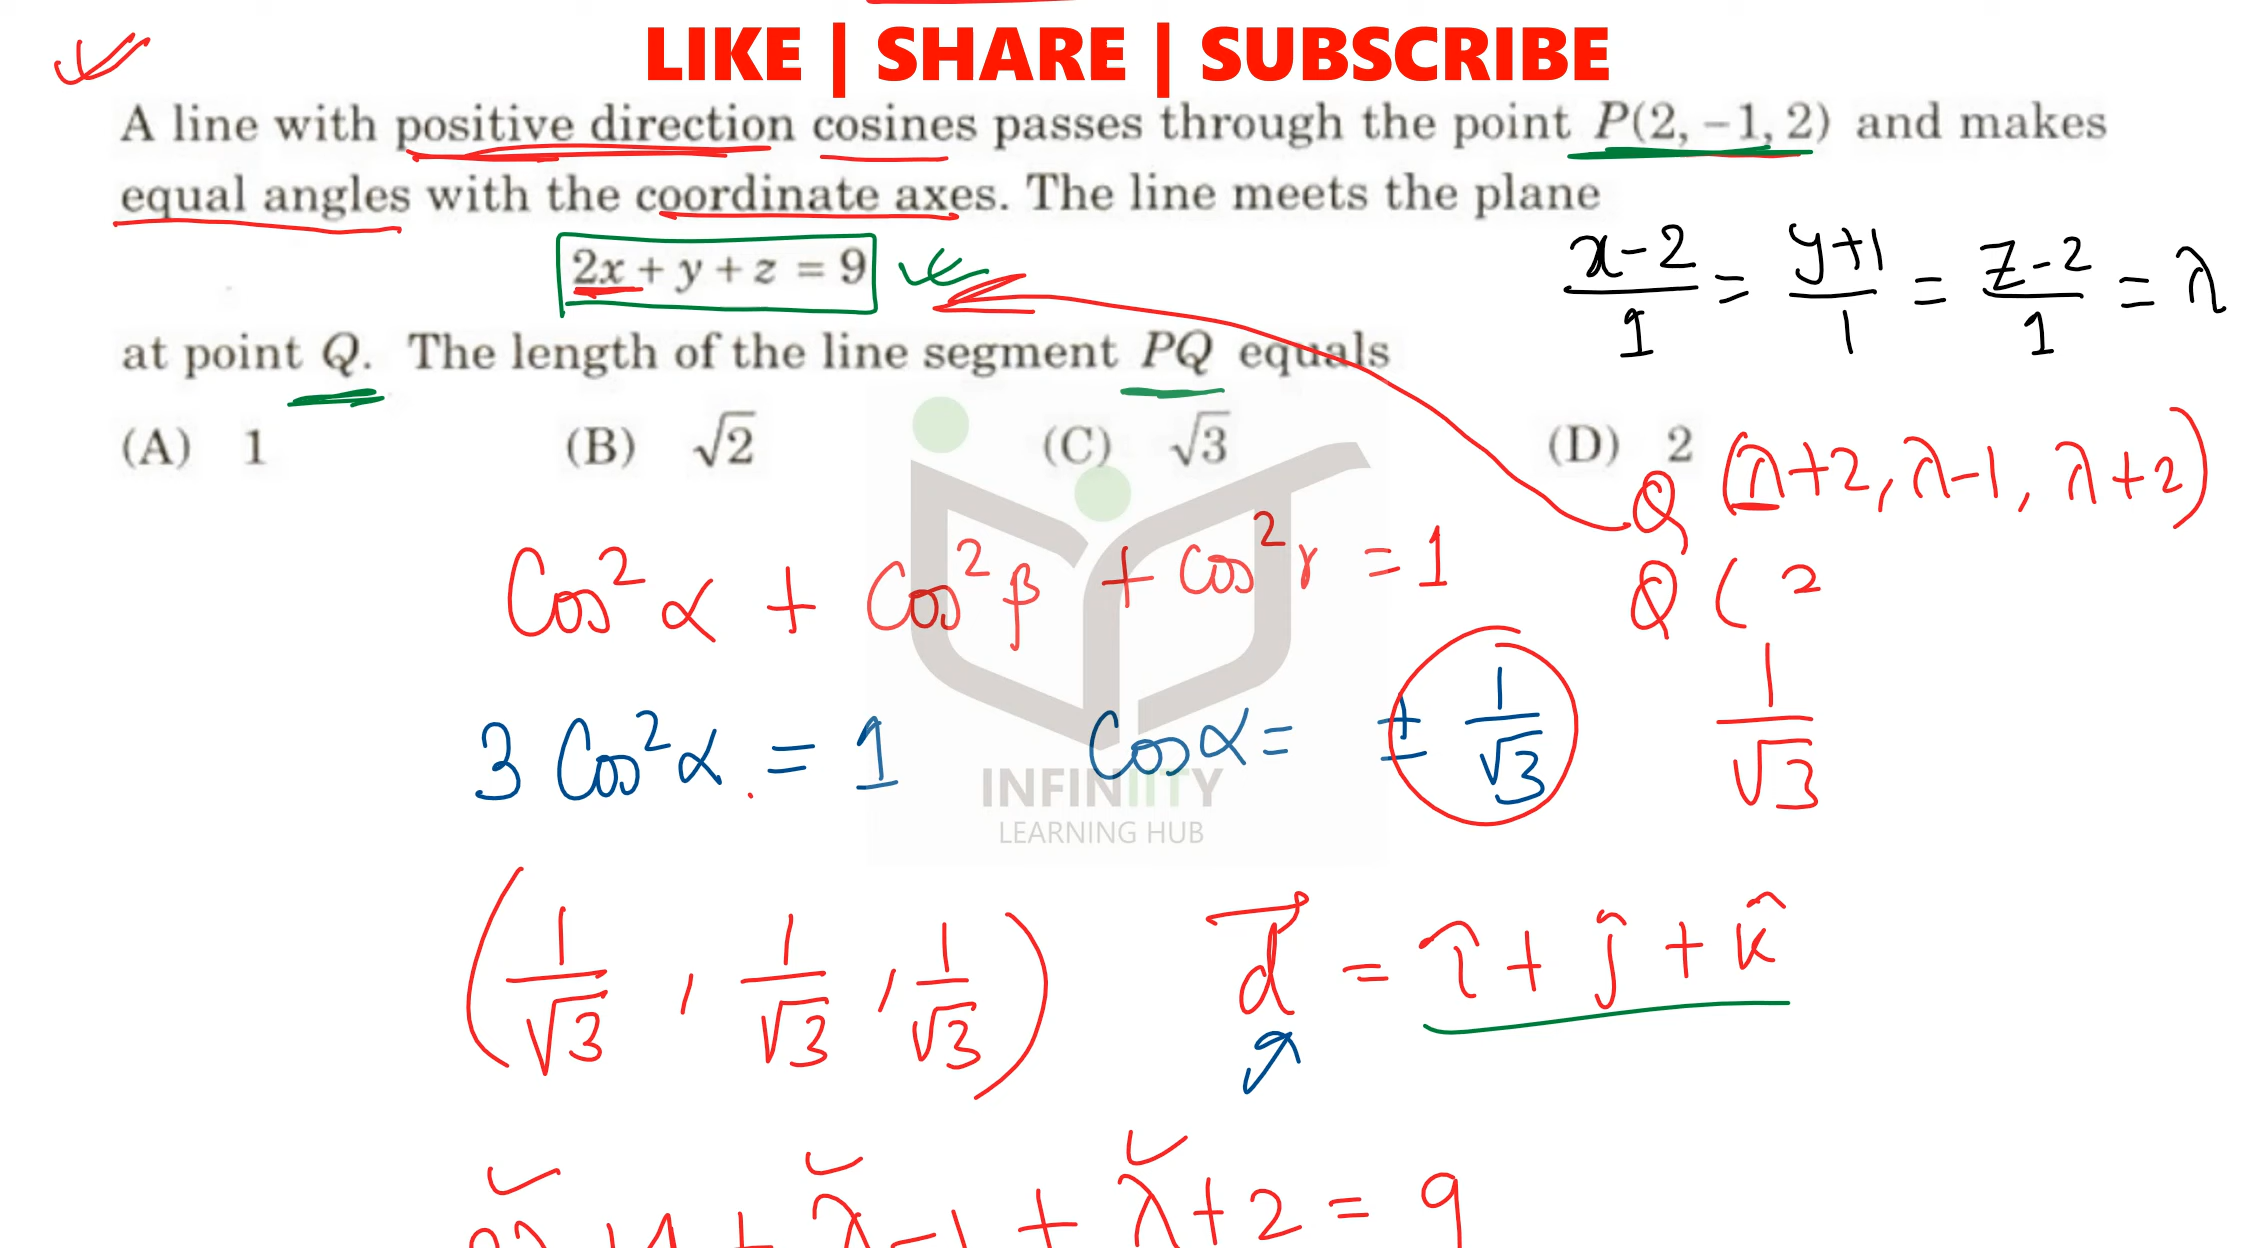 LIKE | SHARE | SUBSCRIBE
A line with positive direction cosines passes through the point P(2, −1, 2) and makes
equal angles with the coordinate axes. The line meets the plane
2x + y + z = 9
x-2/1 = y+1/1 = z-2/1 = λ
at point Q. The length of the line segment PQ equals
(A) 1 (B) √2 (C) √3 (D) 2
Q (λ+2, λ-1, λ+2)
Cos²α + Cos²β + Cos²r = 1
Q (
3 Cos²α = 1 Cosα = ± 1/√3 1/√3
INFINIITY
LEARNING HUB
(1/√3, 1/√3, 1/√3) d⃗ = î + ĵ + k̂
+ λ-1 + λ+2 = 9